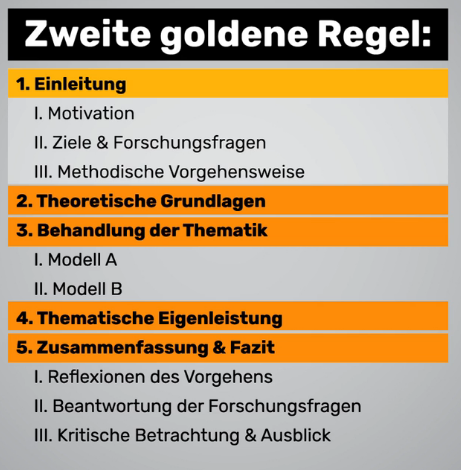 Zweite goldene Regel:
1. Einleitung
I. Motivation
II. Ziele & Forschungsfragen
III. Methodische Vorgehensweise
2. Theoretische Grundlagen
3. Behandlung der Thematik
I. Modell A
II. Modell B
4. Thematische Eigenleistung
5. Zusammenfassung & Fazit
I. Reflexionen des Vorgehens
II. Beantwortung der Forschungsfragen
III. Kritische Betrachtung & Ausblick